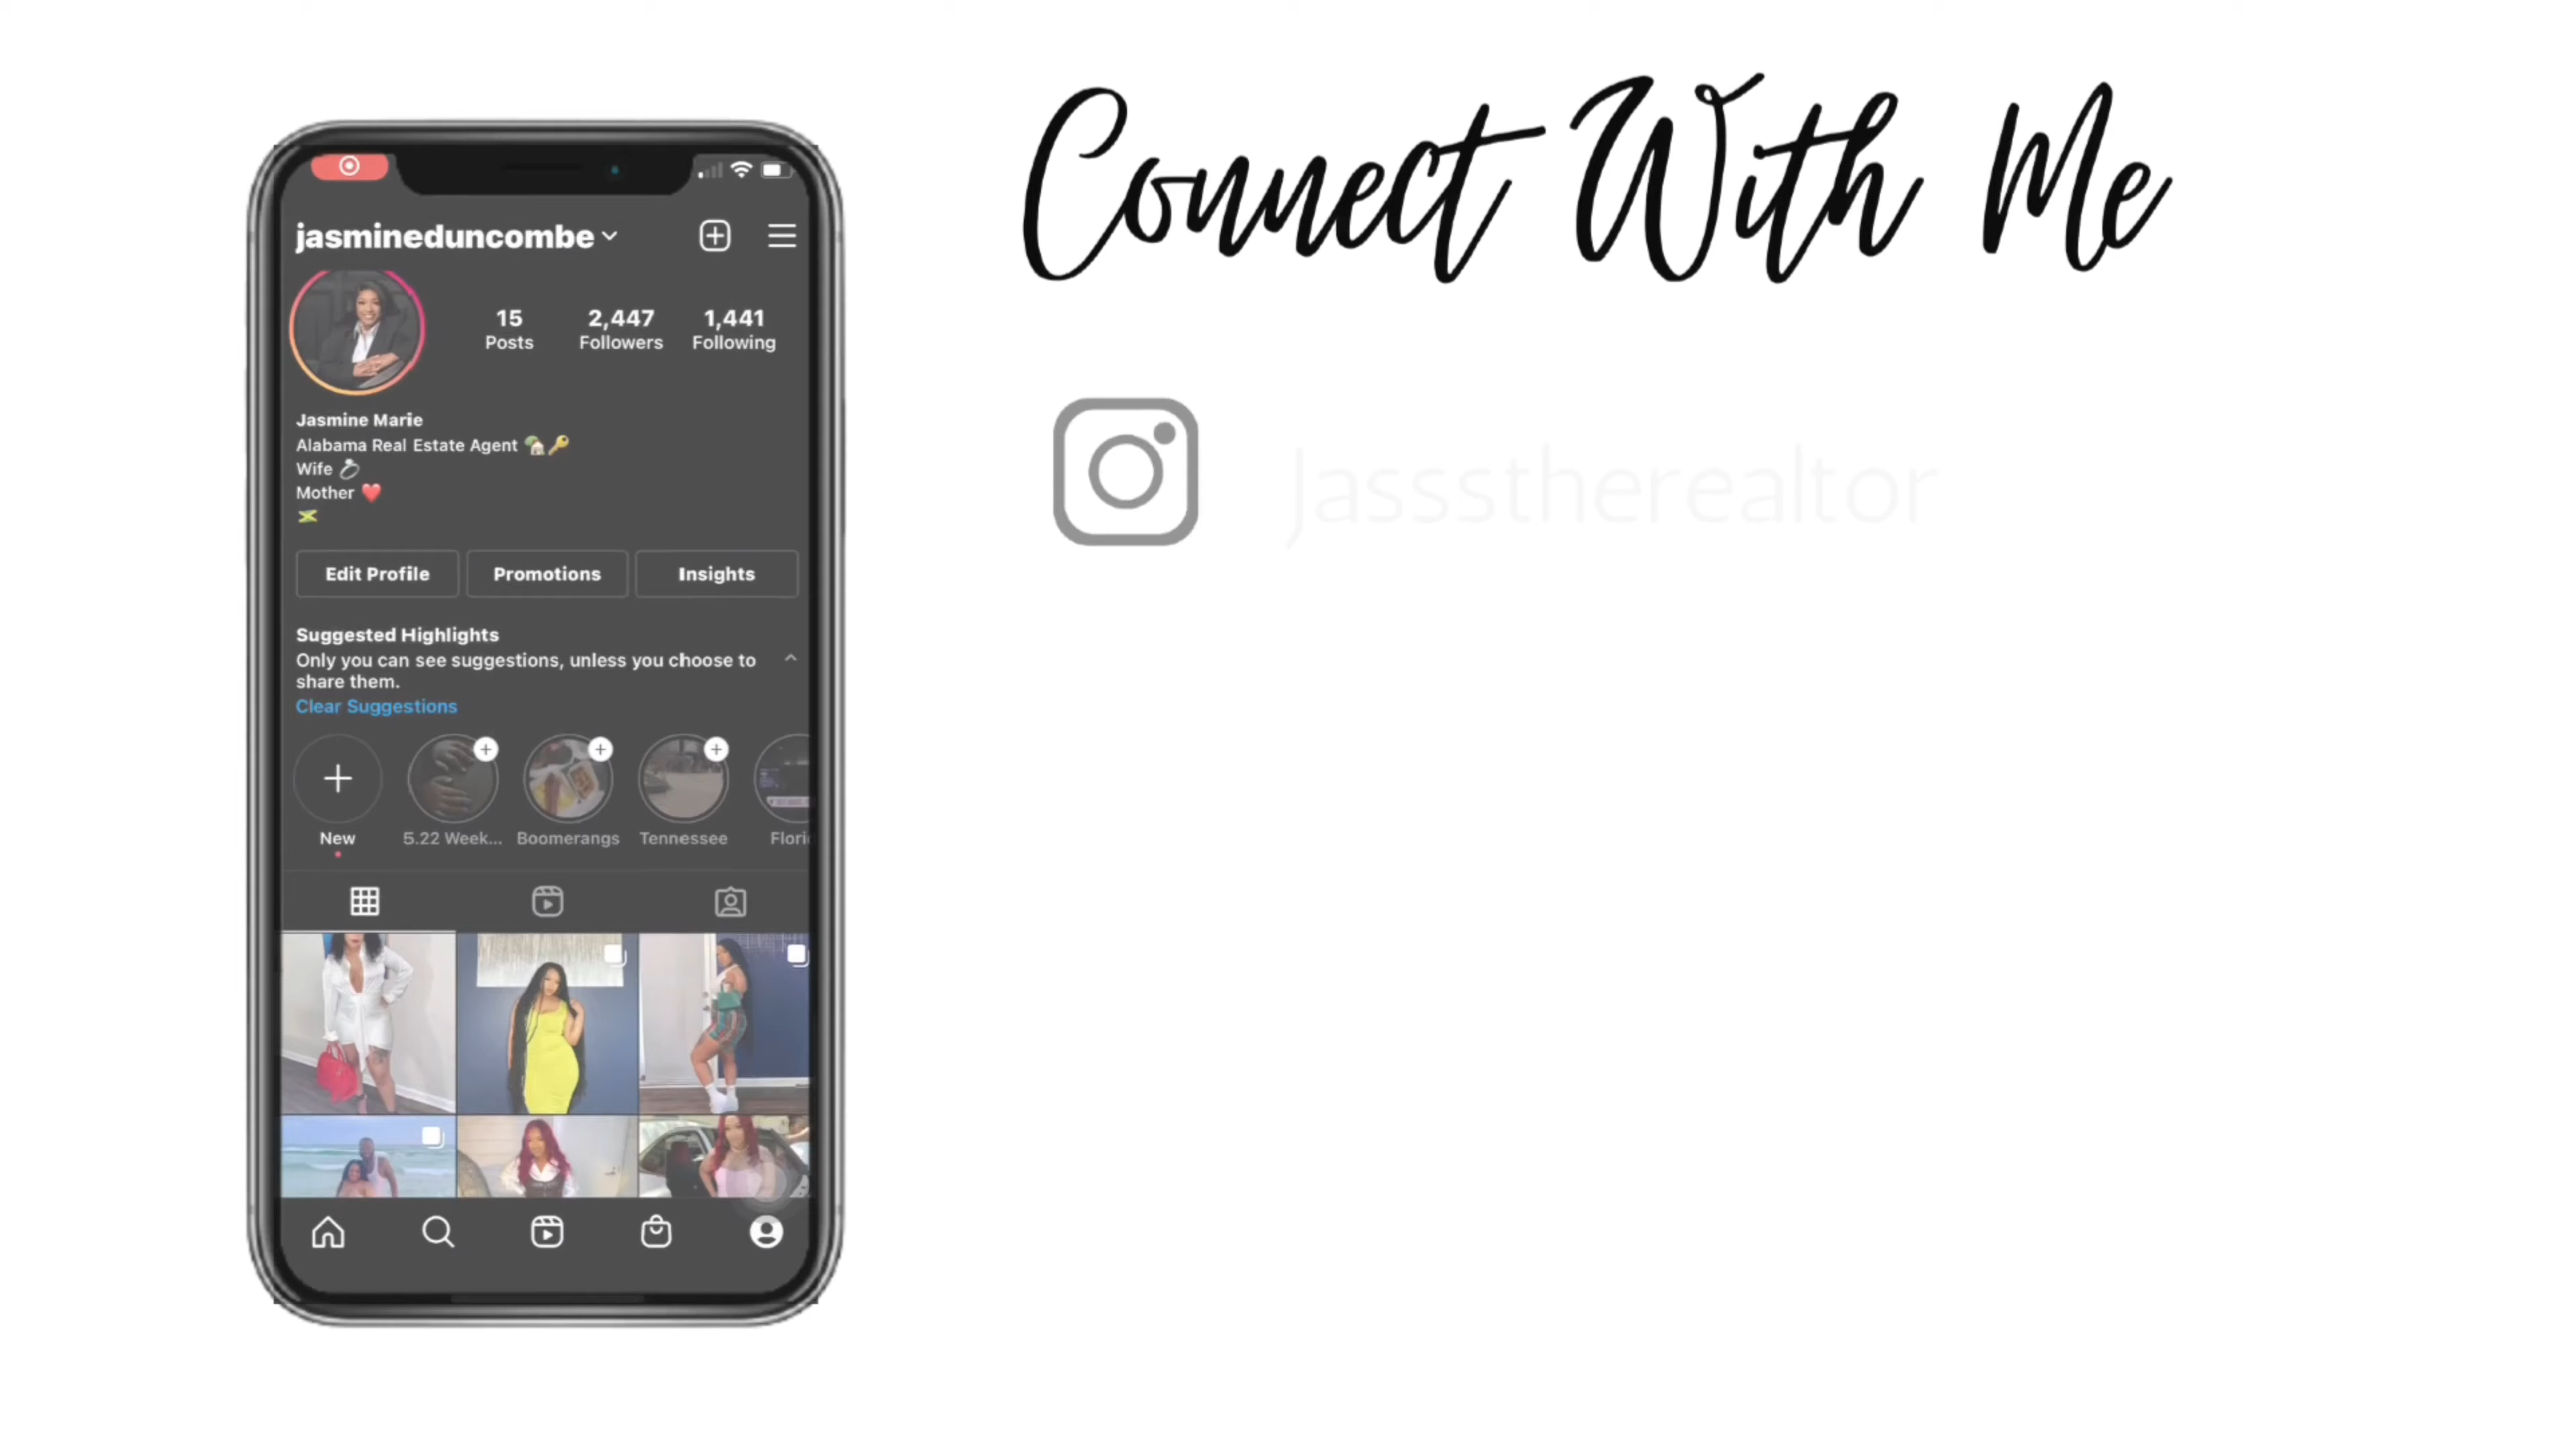 Connect With Me
jasmineduncombe
15
Posts
2,447
Followers
1,441
Following
Jasmine Marie
Alabama Real Estate Agent 🏡🔑
Wife 💍
Mother ❤️
🇯🇲
Edit Profile
Promotions
Insights
Suggested Highlights
Only you can see suggestions, unless you choose to
share them.
Clear Suggestions
New
5.22 Week...
Boomerangs
Tennessee
Flori
Jassstherealtor